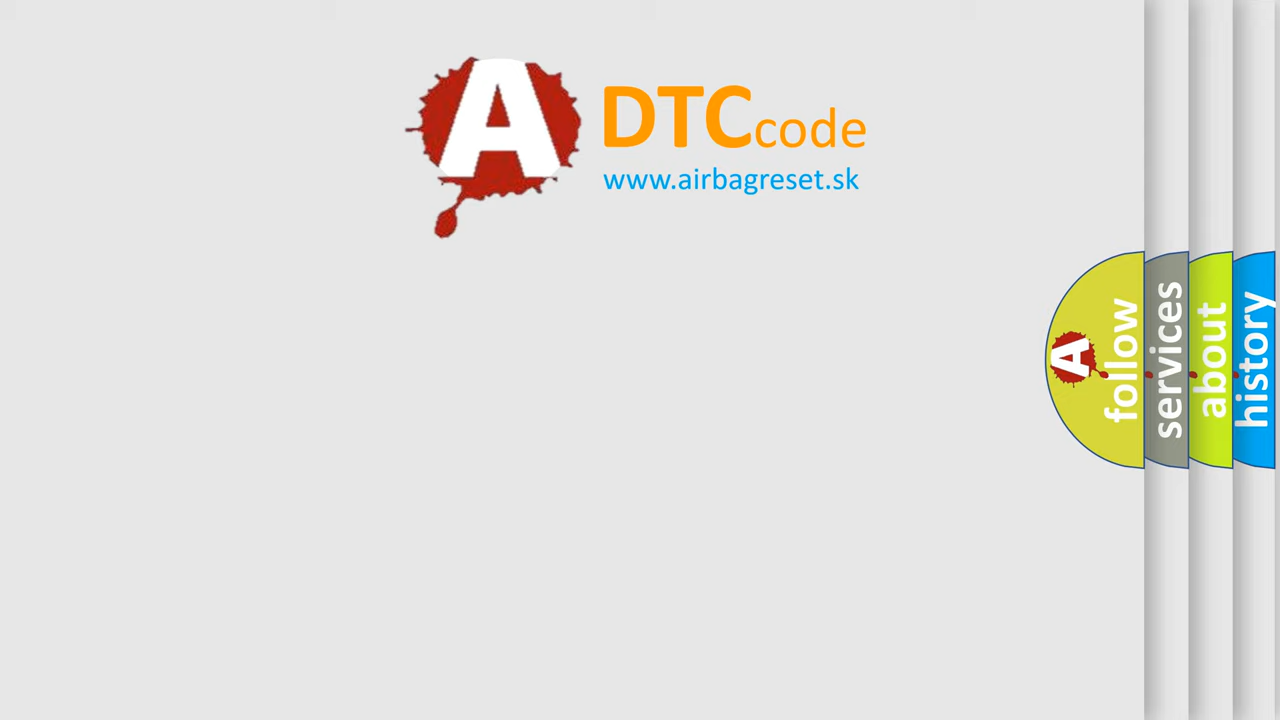 A
DTCcode
www.airbagreset.sk
A
follow
services
about
history